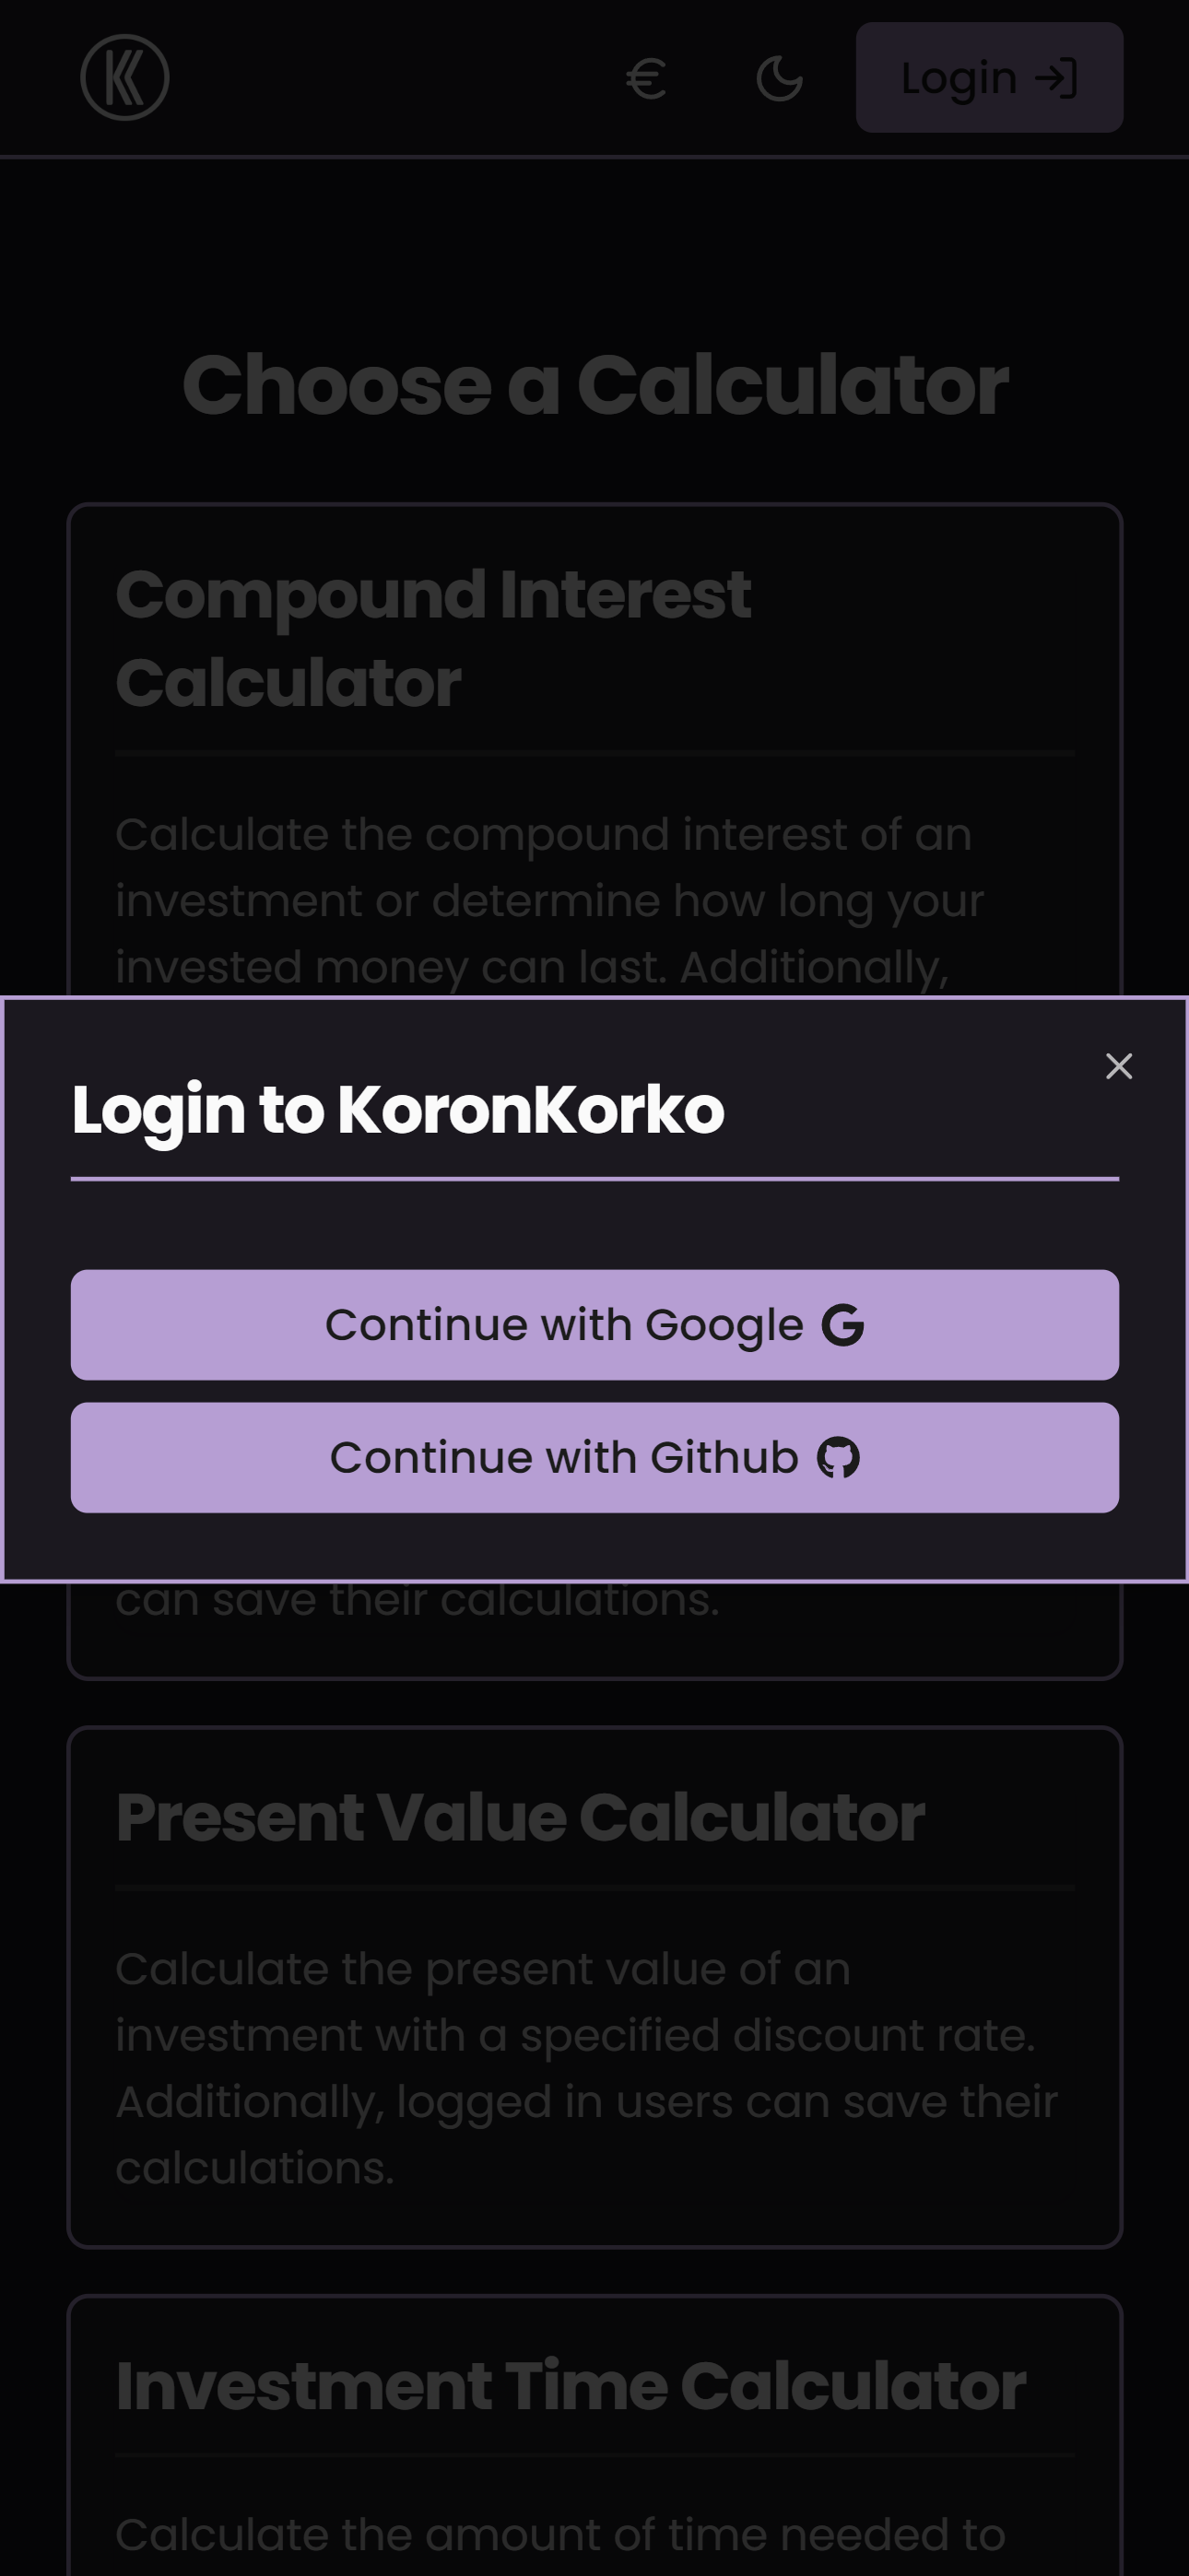 Login
Choose a Calculator
Compound Interest
Calculator
Calculate the compound interest of an
investment or determine how long your
invested money can last. Additionally,
Login to KoronKorko
Continue with Google
Continue with Github
can save their calculations.
Present Value Calculator
Calculate the present value of an
investment with a specified discount rate.
Additionally, logged in users can save their
calculations.
Investment Time Calculator
Calculate the amount of time needed to